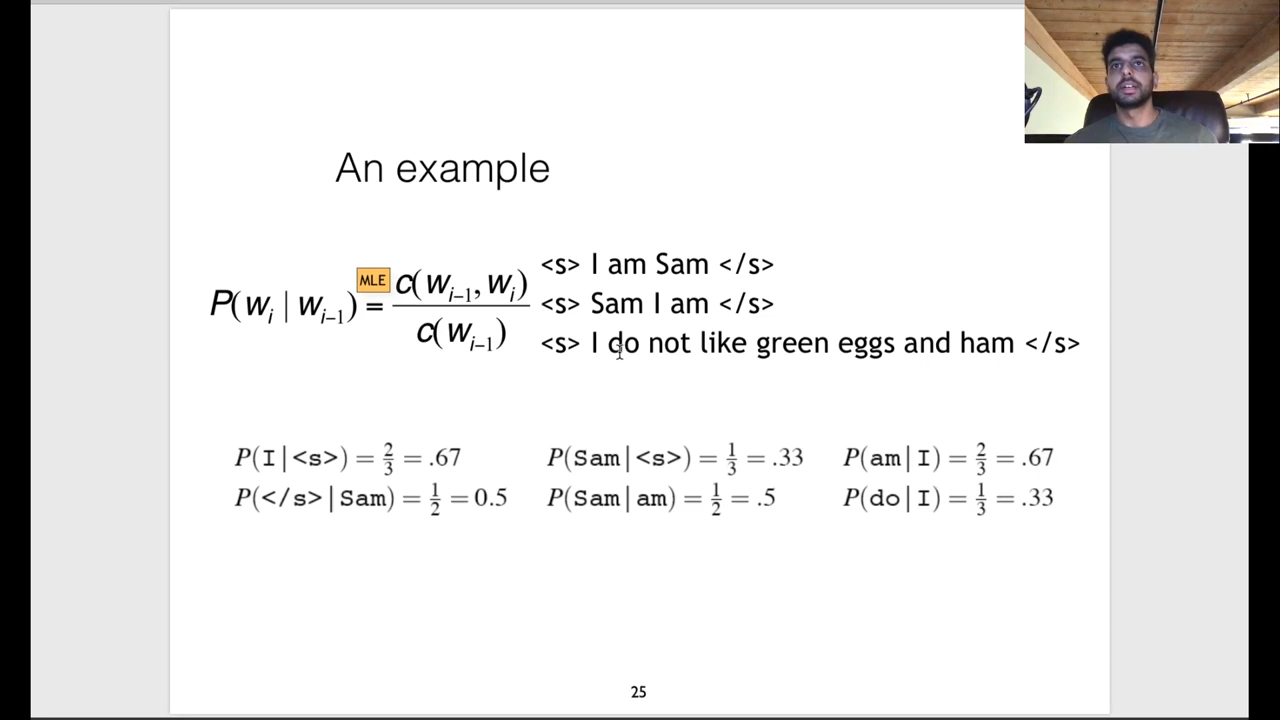 An example
P(w_i | w_{i-1}) MLE = c(w_{i-1}, w_i) / c(w_{i-1})
<s> I am Sam </s>
<s> Sam I am </s>
<s> I do not like green eggs and ham </s>
P(I|<s>) = 2/3 = .67 P(Sam|<s>) = 1/3 = .33 P(am|I) = 2/3 = .67
P(</s>|Sam) = 1/2 = 0.5 P(Sam|am) = 1/2 = .5 P(do|I) = 1/3 = .33
25